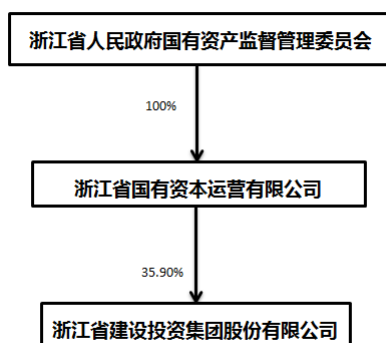 浙江省人民政府国有资产监督管理委员会
100%
浙江省国有资本运营有限公司
35.90%
浙江省建设投资集团股份有限公司